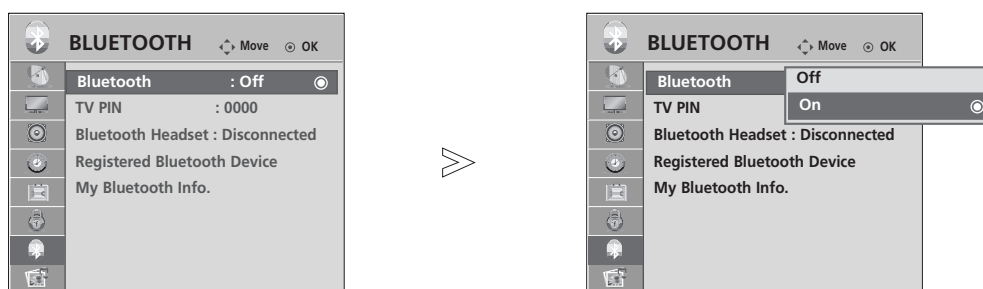 BLUETOOTH Move OK
Bluetooth : Off
TV PIN : 0000
Bluetooth Headset : Disconnected
Registered Bluetooth Device
My Bluetooth Info.
BLUETOOTH Move OK
Bluetooth
Off
On
TV PIN
Bluetooth Headset : Disconnected
Registered Bluetooth Device
My Bluetooth Info.